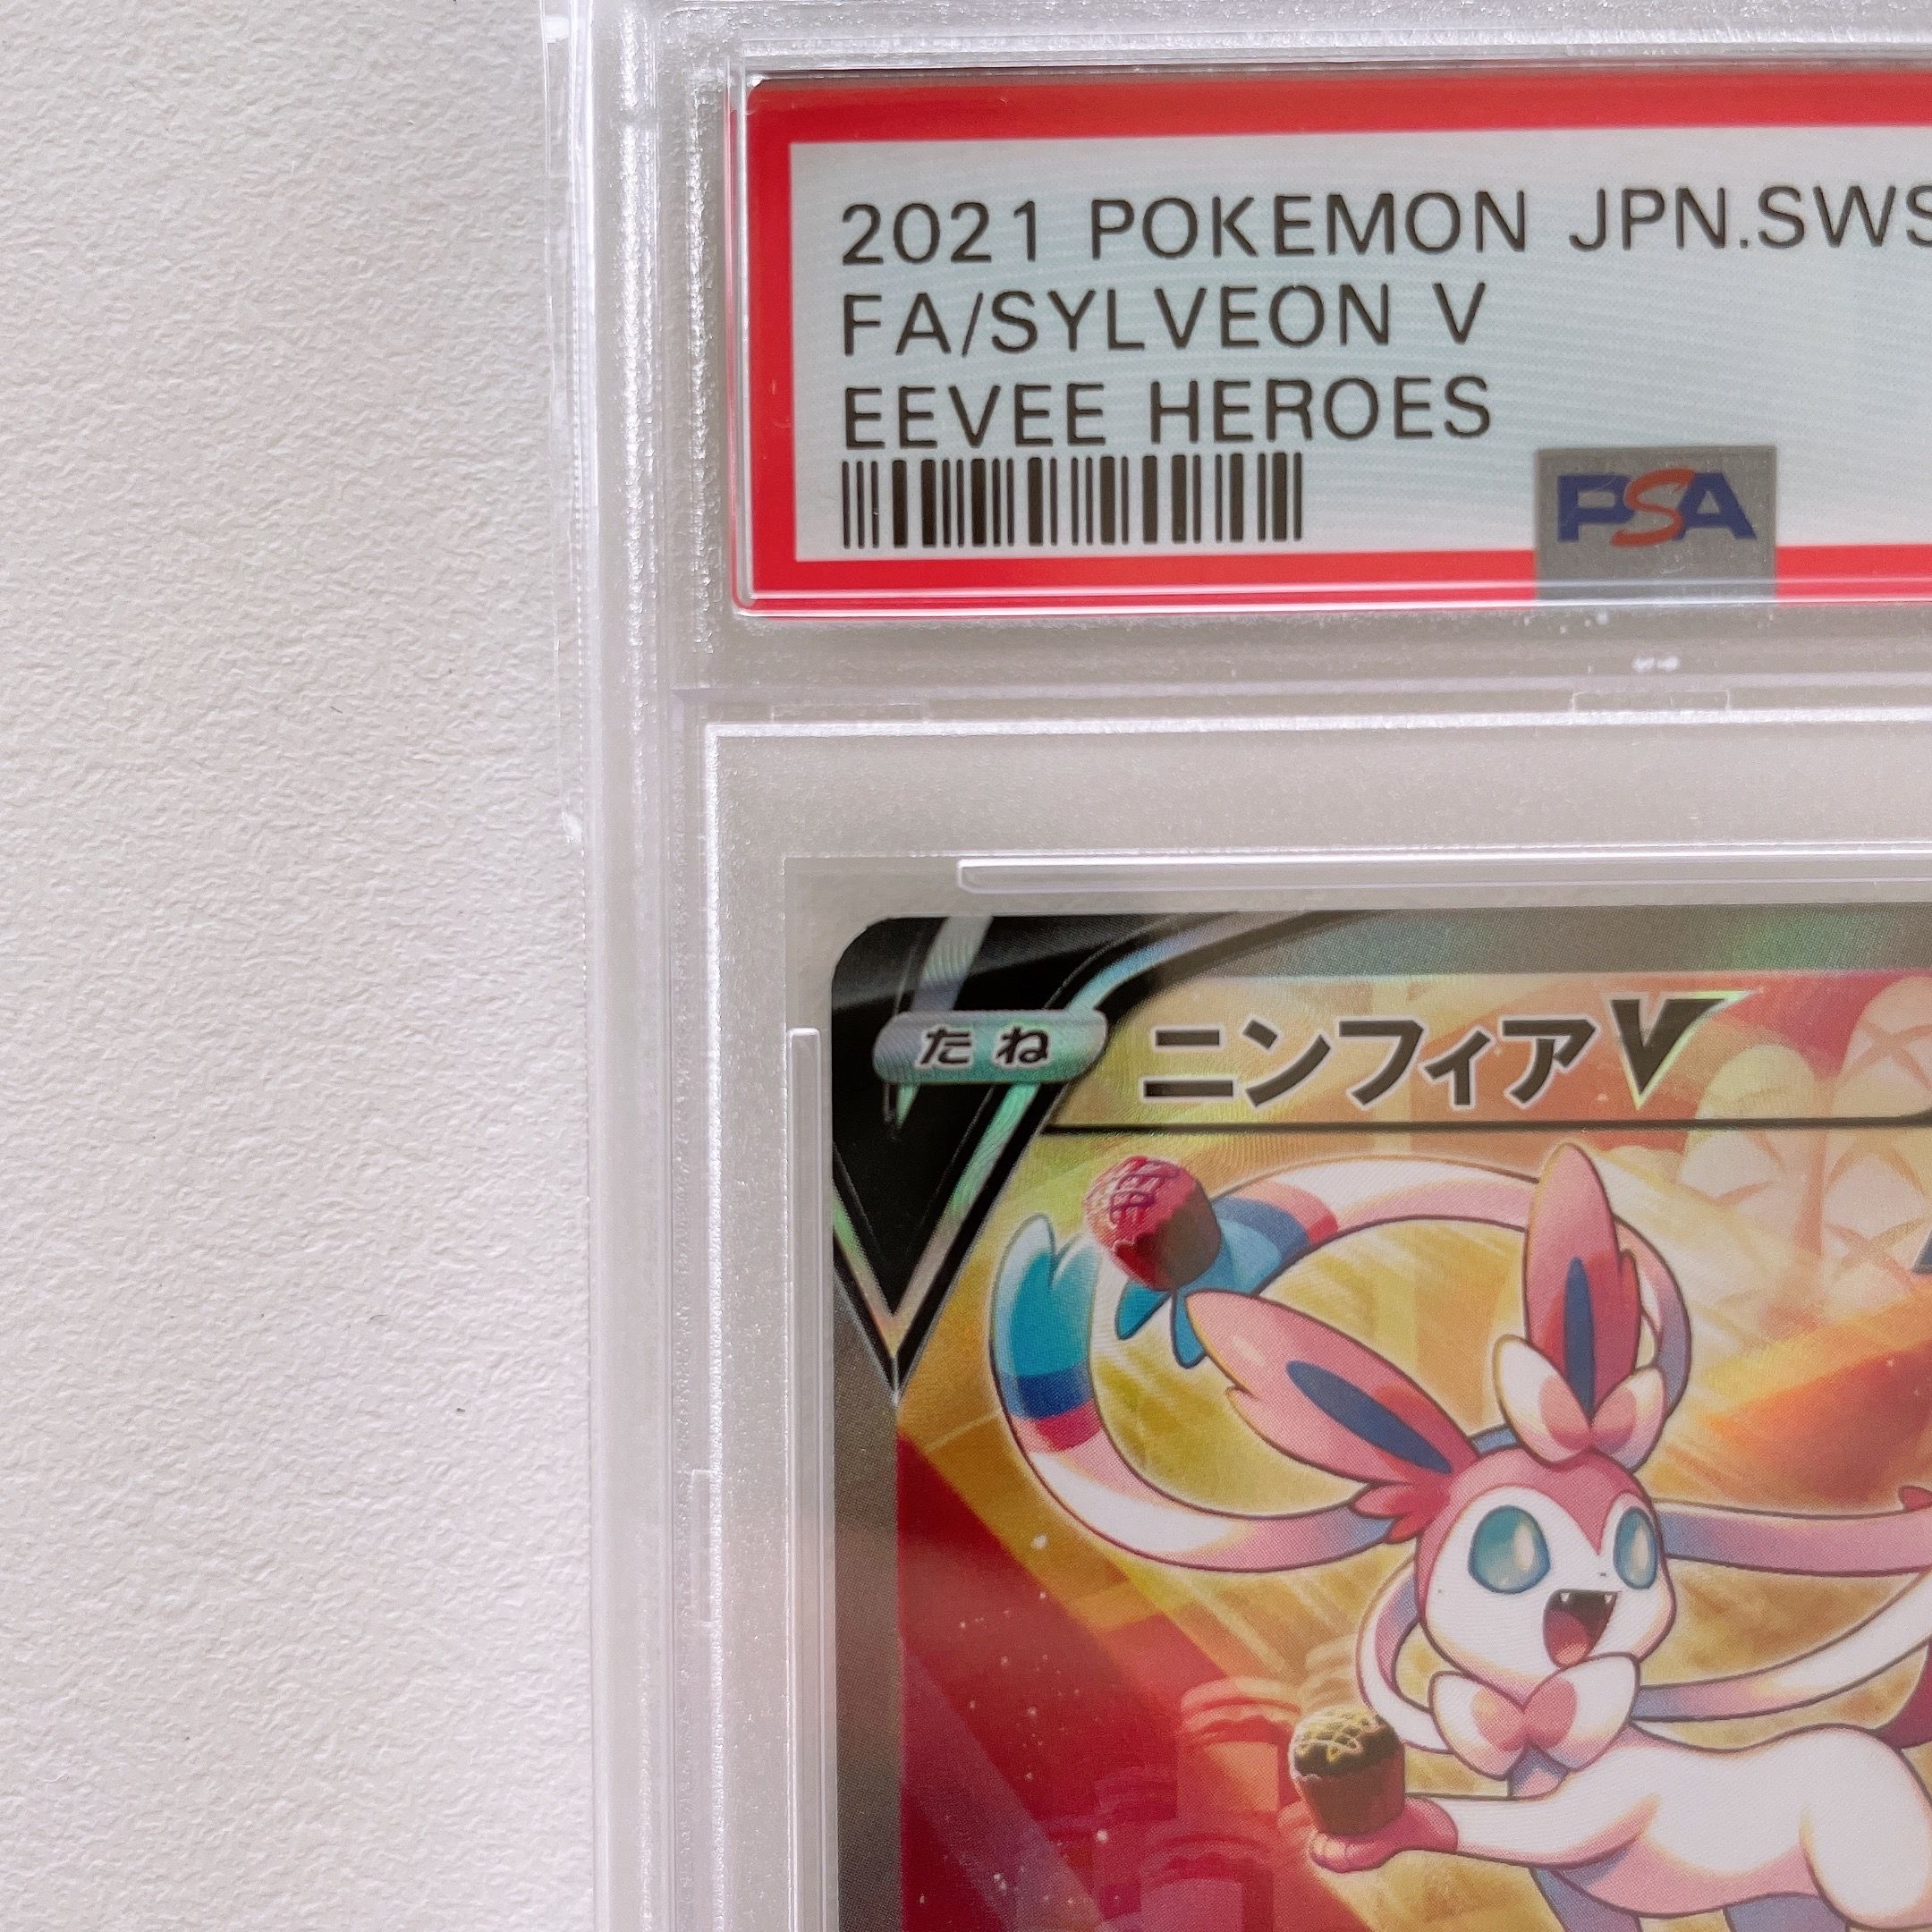 2021 POKEMON JPN.SWS
FA/SYLVEON V
EEVEE HEROES
PSA
たね
ニンフィアV